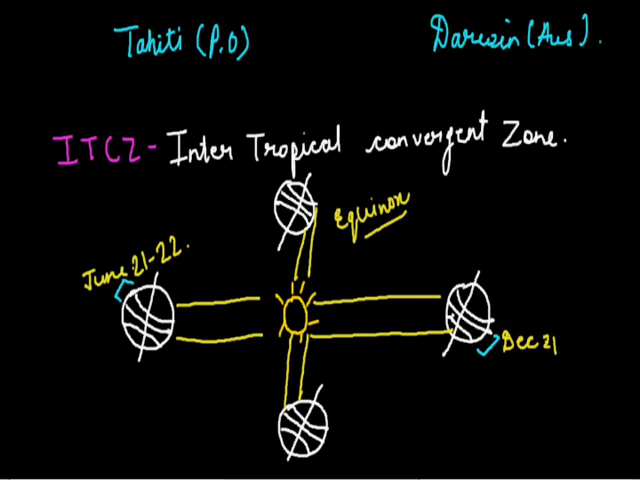 Tahiti (P.O) Darwin (Aus).
ITCZ - Inter Tropical convergent Zone.
Equinox
June 21-22.
Dec 21